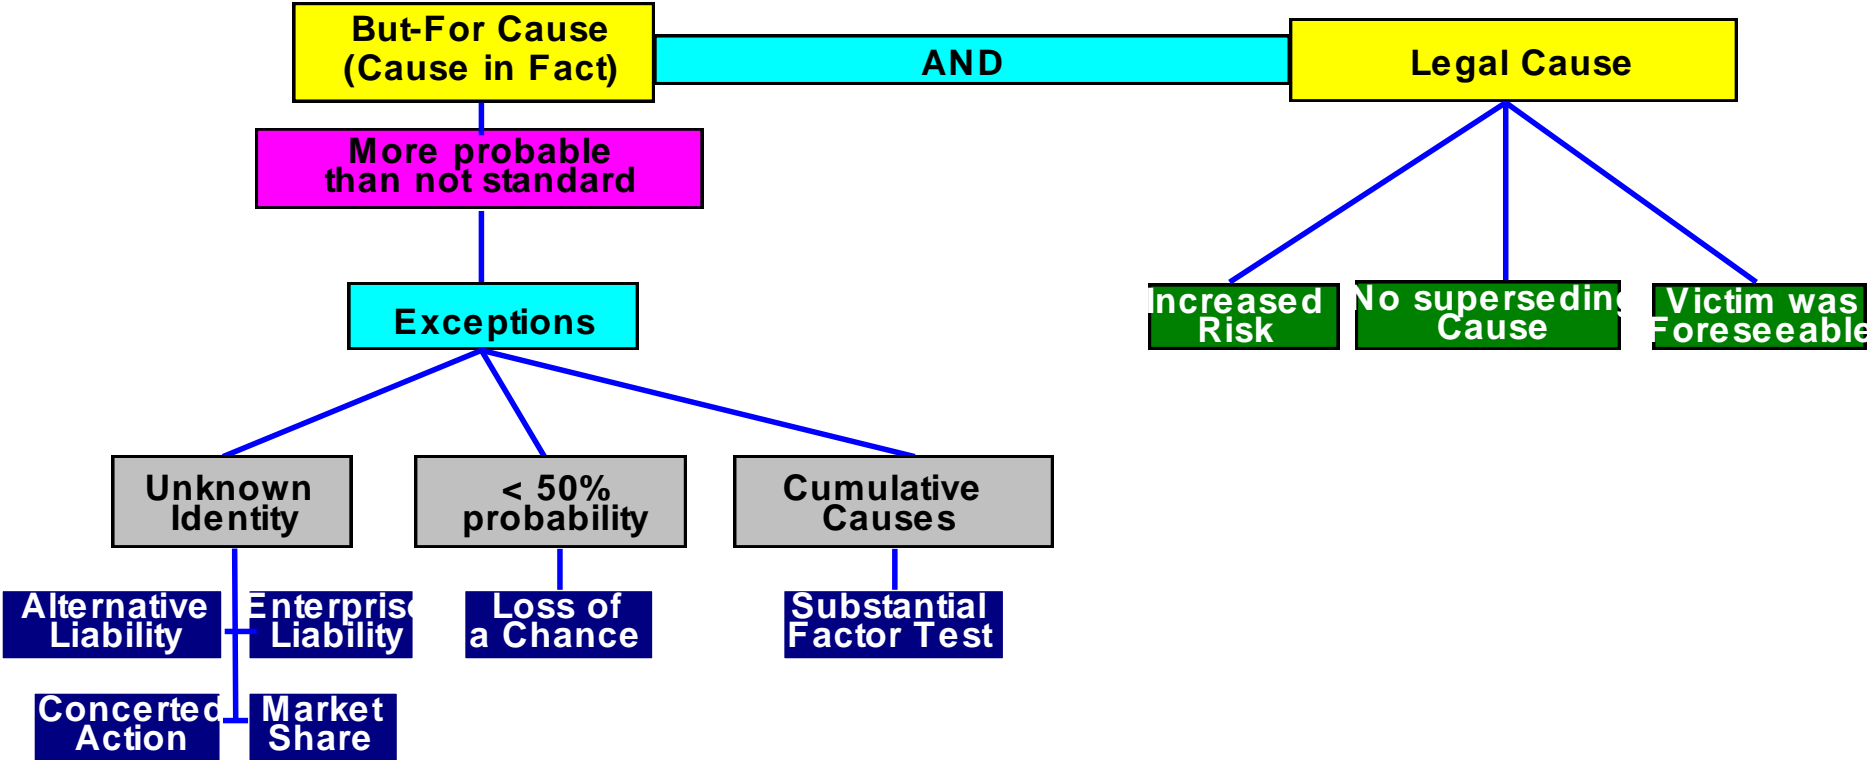 But-For Cause
(Cause in Fact)
AND
Legal Cause
More probable
than not standard
Exceptions
Increased
Risk
No superseding
Cause
Victim was
Foreseeable
Unknown
Identity
< 50%
probability
Cumulative
Causes
Alternative
Liability
Enterprise
Liability
Loss of
a Chance
Substantial
Factor Test
Concerted
Action
Market
Share